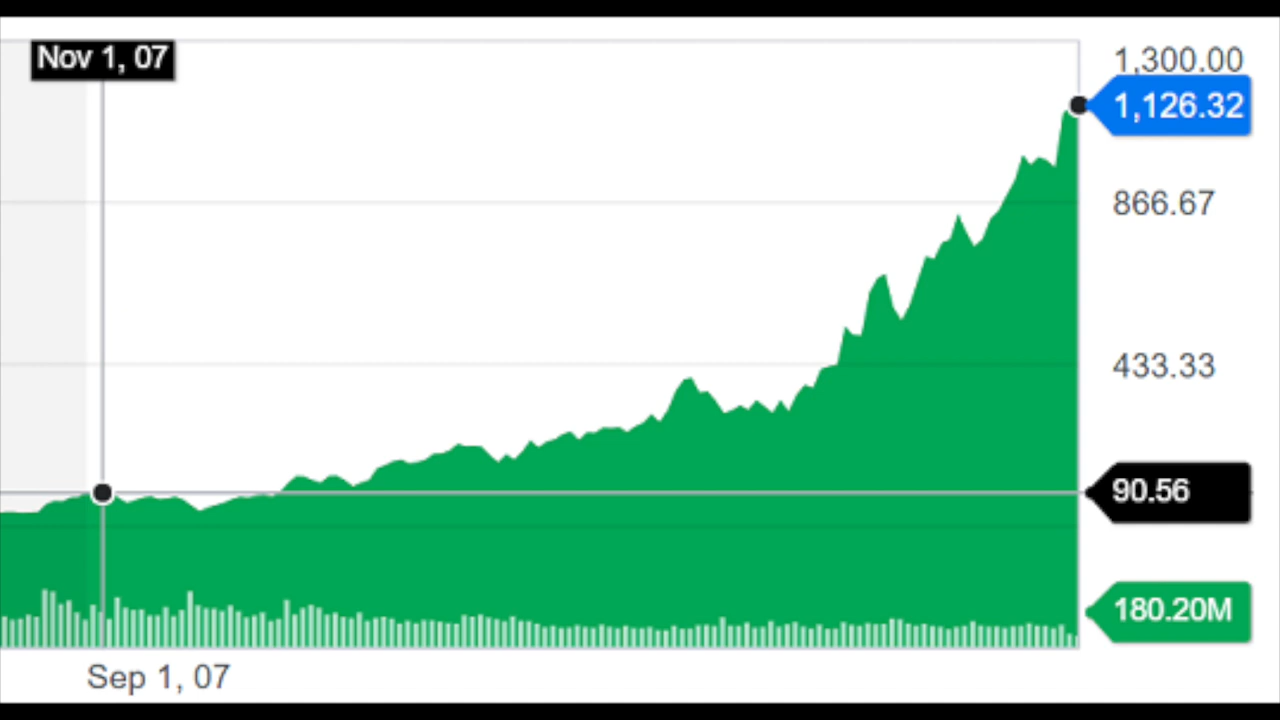 Nov 1, 07
1,300.00
1,126.32
866.67
433.33
90.56
180.20M
Sep 1, 07